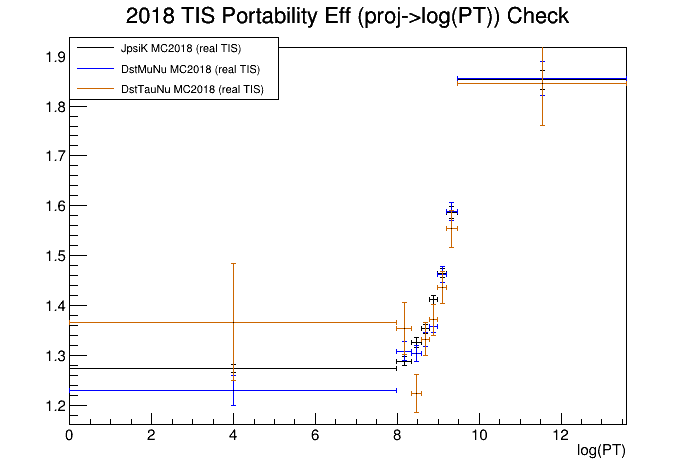 2018 TIS Portability Eff (proj->log(PT)) Check
JpsiK MC2018 (real TIS)
DstMuNu MC2018 (real TIS)
DstTauNu MC2018 (real TIS)
1.9
1.8
1.7
1.6
1.5
1.4
1.3
1.2
0 2 4 6 8 10 12
log(PT)